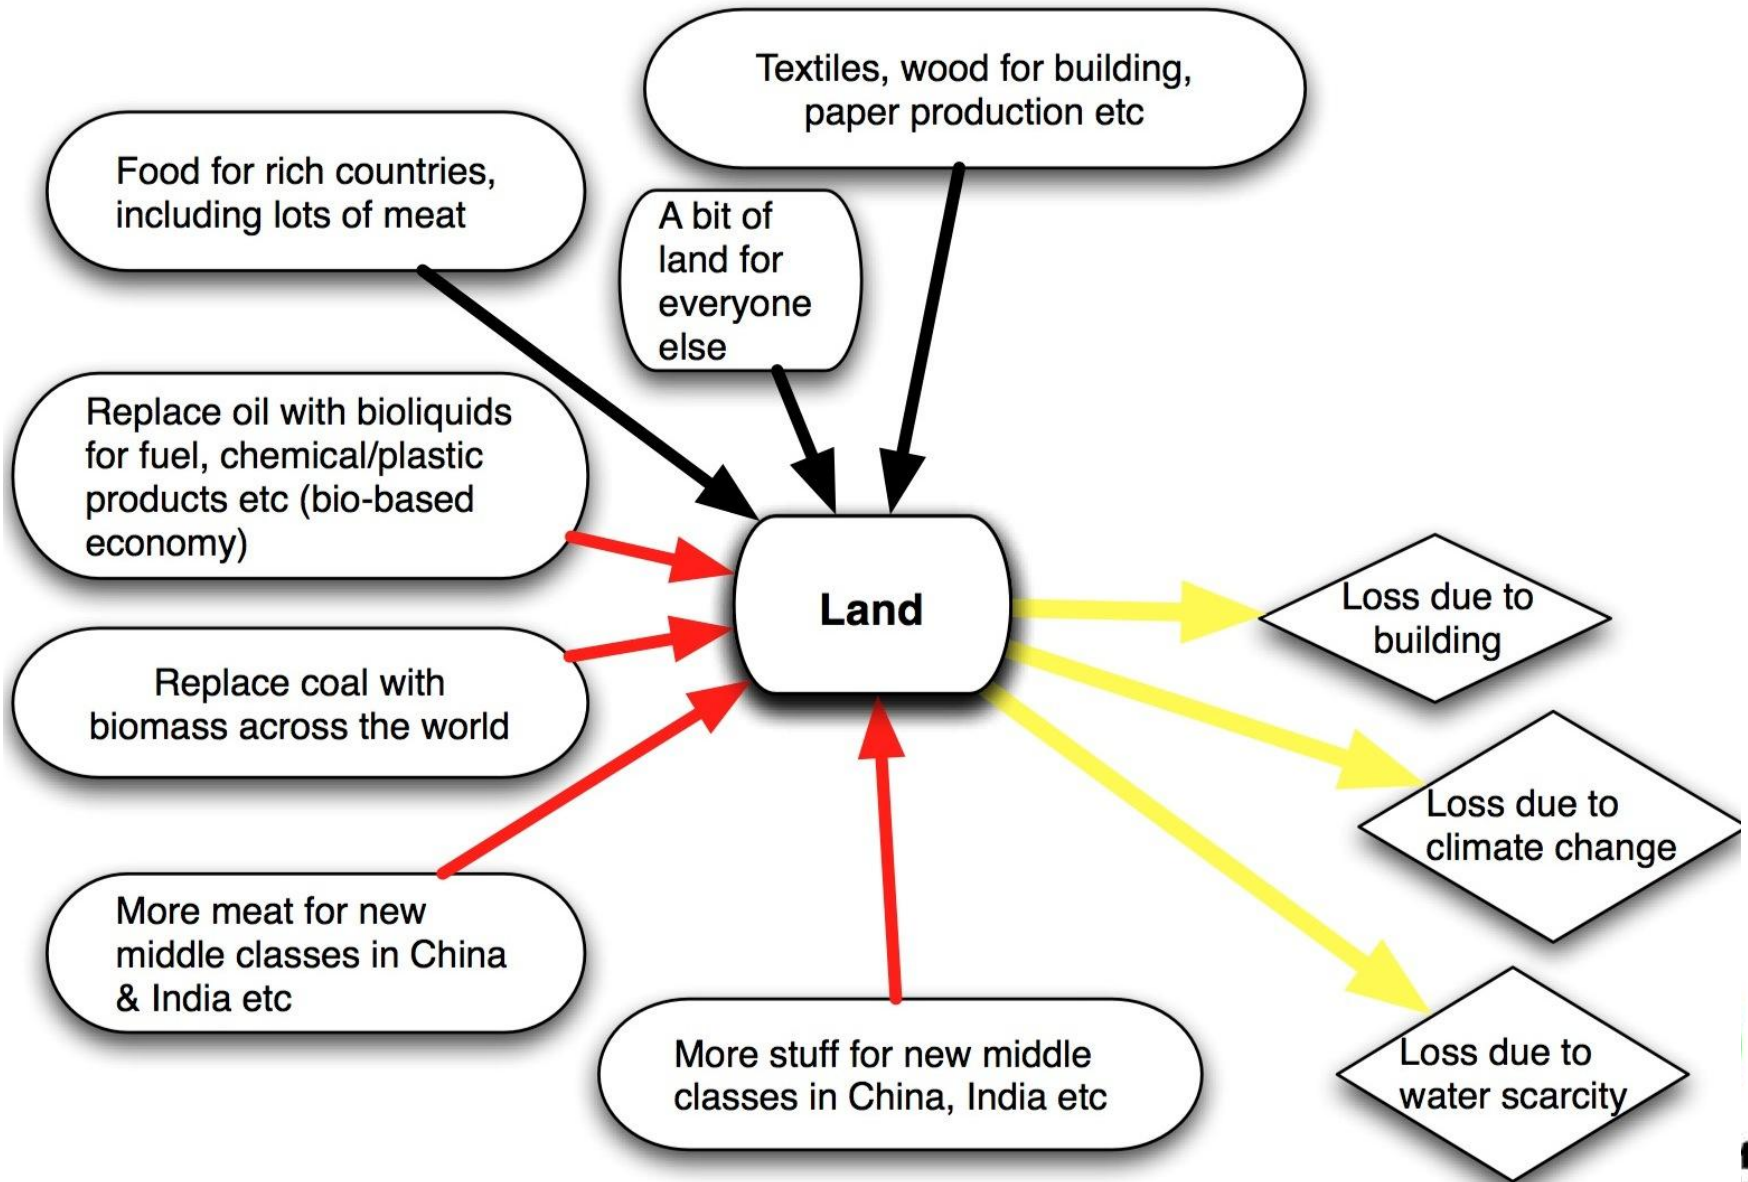 Textiles, wood for building,
paper production etc
Food for rich countries,
including lots of meat
A bit of
land for
everyone
else
Replace oil with bioliquids
for fuel, chemical/plastic
products etc (bio-based
economy)
Land
Loss due to
building
Replace coal with
biomass across the world
Loss due to
climate change
More meat for new
middle classes in China
& India etc
More stuff for new middle
classes in China, India etc
Loss due to
water scarcity